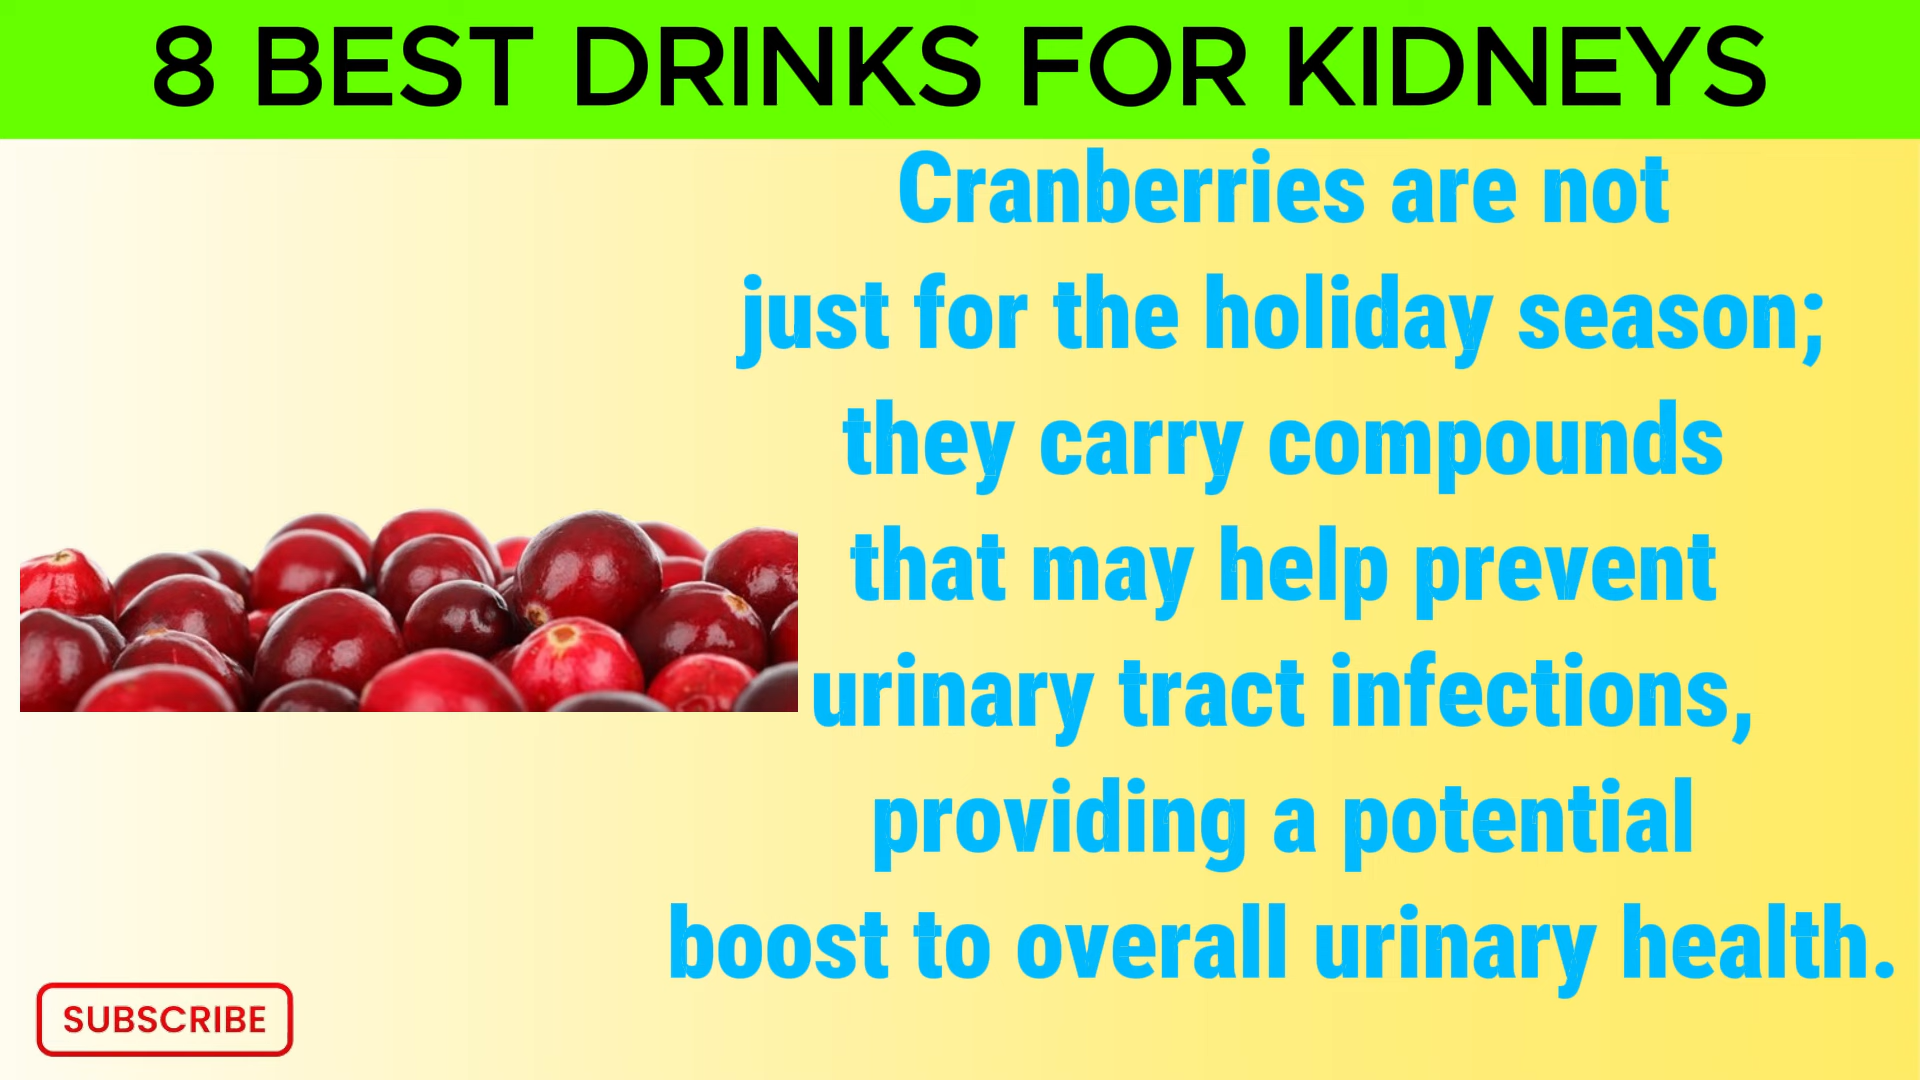 8 BEST DRINKS FOR KIDNEYS
Cranberries are not
just for the holiday season;
they carry compounds
that may help prevent
urinary tract infections,
providing a potential
boost to overall urinary health.
SUBSCRIBE